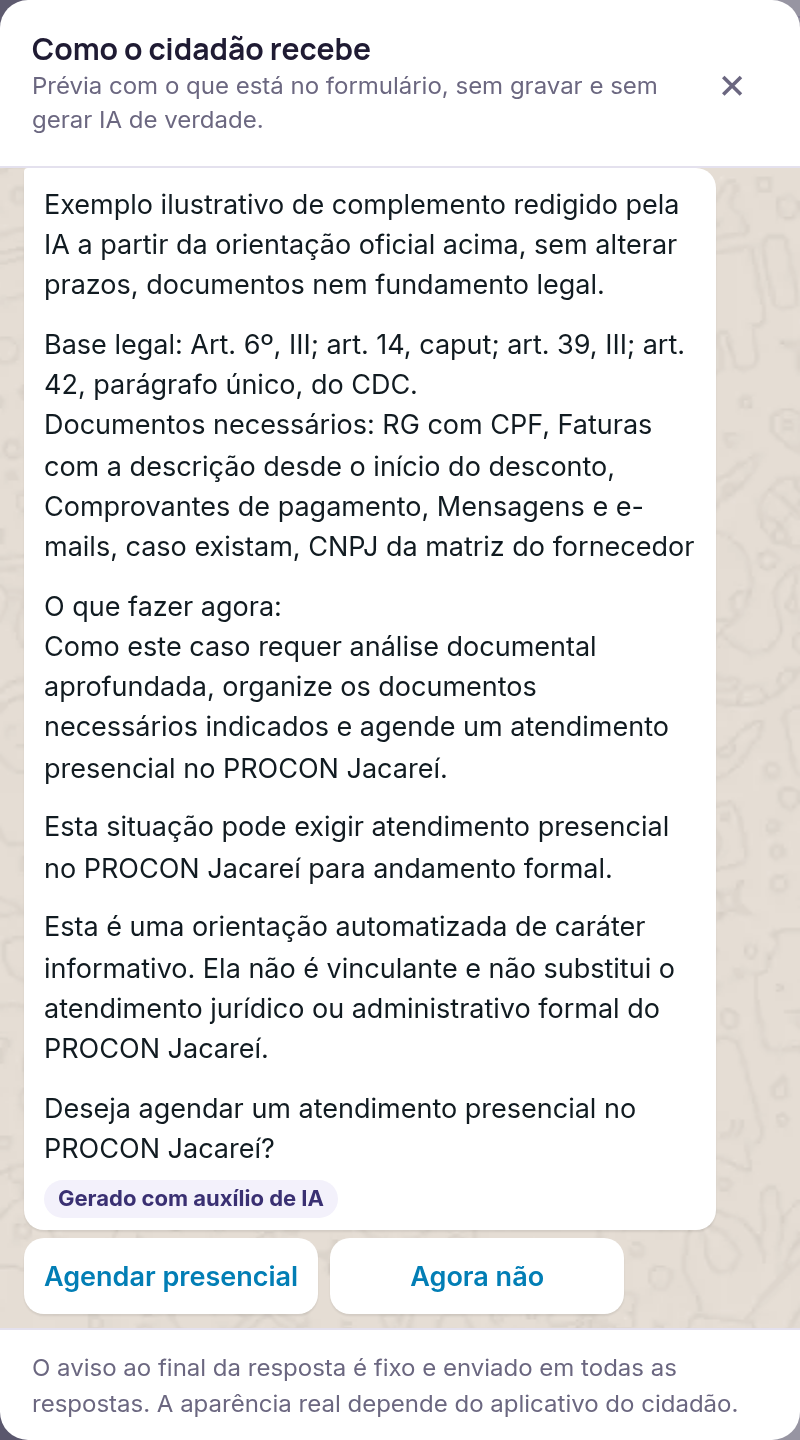 Como o cidadão recebe
Prévia com o que está no formulário, sem gravar e sem
gerar IA de verdade.
Exemplo ilustrativo de complemento redigido pela
IA a partir da orientação oficial acima, sem alterar
prazos, documentos nem fundamento legal.
Base legal: Art. 6º, III; art. 14, caput; art. 39, III; art.
42, parágrafo único, do CDC.
Documentos necessários: RG com CPF, Faturas
com a descrição desde o início do desconto,
Comprovantes de pagamento, Mensagens e e-
mails, caso existam, CNPJ da matriz do fornecedor
O que fazer agora:
Como este caso requer análise documental
aprofundada, organize os documentos
necessários indicados e agende um atendimento
presencial no PROCON Jacareí.
Esta situação pode exigir atendimento presencial
no PROCON Jacareí para andamento formal.
Esta é uma orientação automatizada de caráter
informativo. Ela não é vinculante e não substitui o
atendimento jurídico ou administrativo formal do
PROCON Jacareí.
Deseja agendar um atendimento presencial no
PROCON Jacareí?
Gerado com auxílio de IA
Agendar presencial
Agora não
O aviso ao final da resposta é fixo e enviado em todas as
respostas. A aparência real depende do aplicativo do cidadão.